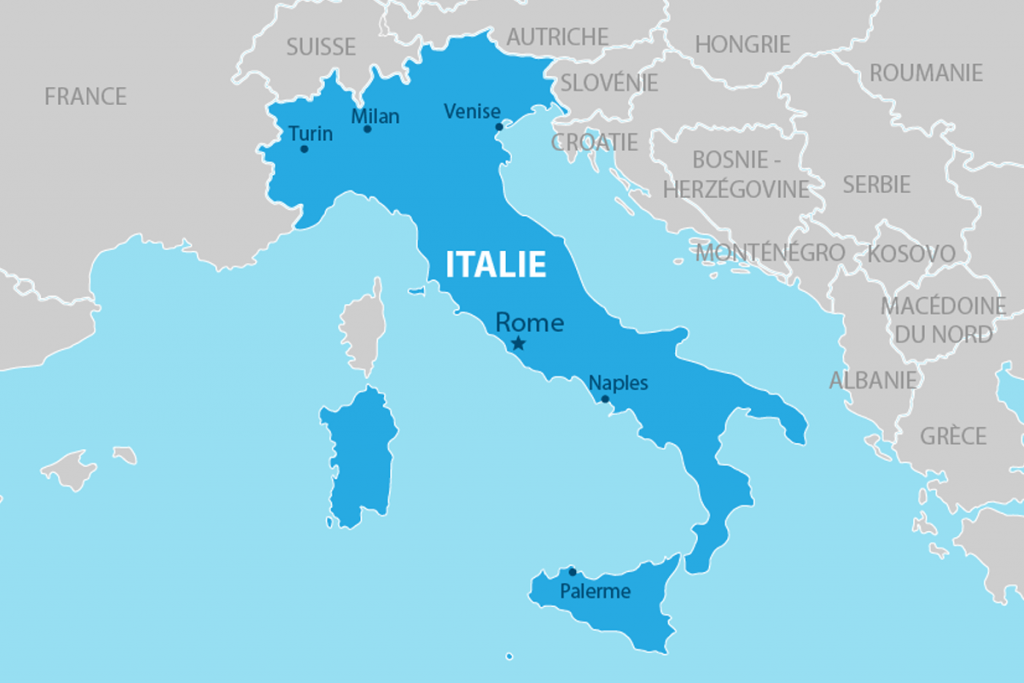 AUTRICHE
SUISSE
HONGRIE
ROUMANIE
SLOVÉNIE
FRANCE
Milan
Venise
Turin
CROATIE
BOSNIE -
HERZÉGOVINE
SERBIE
MONTÉNÉGRO
KOSOVO
ITALIE
MACÉDOINE
DU NORD
Rome
ALBANIE
Naples
GRÈCE
Palerme